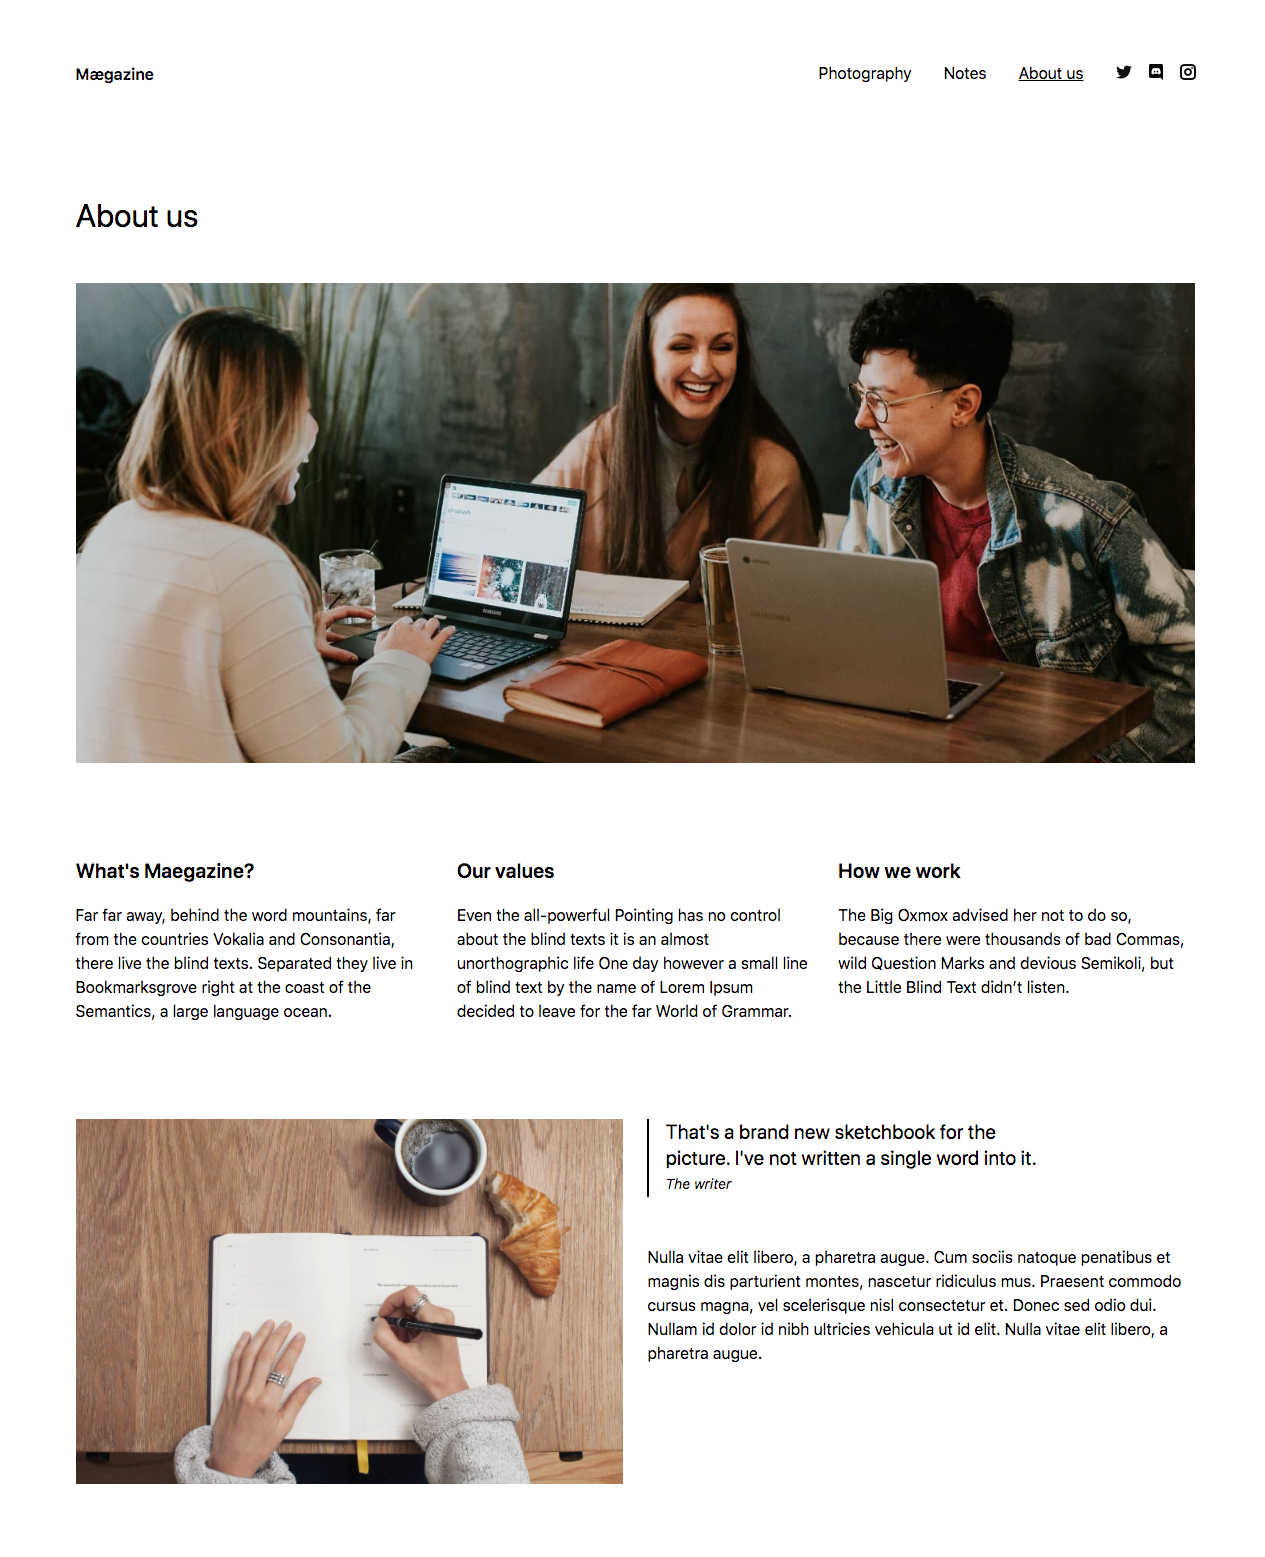 Mægazine
Photography Notes About us
About us
SAMSUNG
SAMSUNG
What's Maegazine?
Far far away, behind the word mountains, far
from the countries Vokalia and Consonantia,
there live the blind texts. Separated they live in
Bookmarksgrove right at the coast of the
Semantics, a large language ocean.
Our values
Even the all-powerful Pointing has no control
about the blind texts it is an almost
unorthographic life One day however a small line
of blind text by the name of Lorem Ipsum
decided to leave for the far World of Grammar.
How we work
The Big Oxmox advised her not to do so,
because there were thousands of bad Commas,
wild Question Marks and devious Semikoli, but
the Little Blind Text didn’t listen.
That's a brand new sketchbook for the
picture. I've not written a single word into it.
The writer
Nulla vitae elit libero, a pharetra augue. Cum sociis natoque penatibus et
magnis dis parturient montes, nascetur ridiculus mus. Praesent commodo
cursus magna, vel scelerisque nisl consectetur et. Donec sed odio dui.
Nullam id dolor id nibh ultricies vehicula ut id elit. Nulla vitae elit libero, a
pharetra augue.